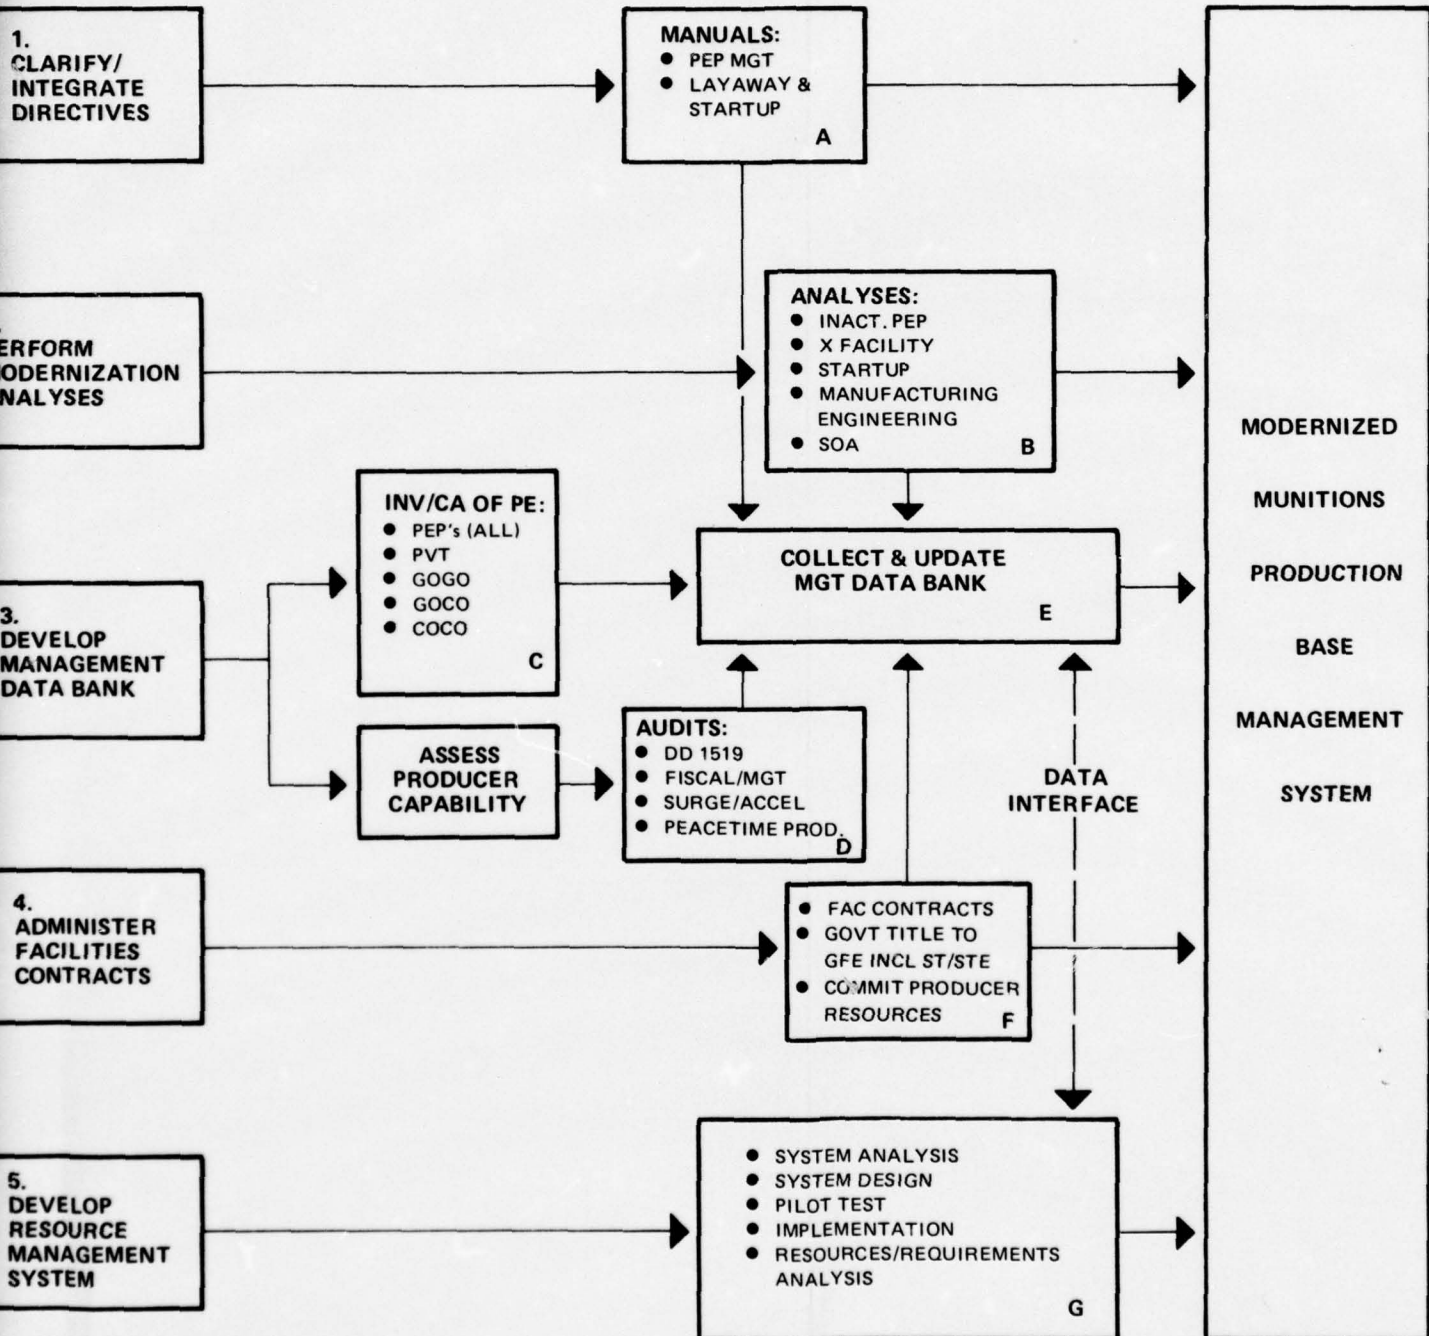 1.
CLARIFY/
INTEGRATE
DIRECTIVES
MANUALS:
● PEP MGT
● LAYAWAY &
STARTUP
A
ERFORM
ODERNIZATION
NALYSES
ANALYSES:
● INACT. PEP
● X FACILITY
● STARTUP
● MANUFACTURING
ENGINEERING
● SOA
B
3.
DEVELOP
MANAGEMENT
DATA BANK
INV/CA OF PE:
● PEP's (ALL)
● PVT
● GOGO
● GOCO
● COCO
C
ASSESS
PRODUCER
CAPABILITY
AUDITS:
● DD 1519
● FISCAL/MGT
● SURGE/ACCEL
● PEACETIME PROD.
D
COLLECT & UPDATE
MGT DATA BANK
E
DATA
INTERFACE
4.
ADMINISTER
FACILITIES
CONTRACTS
● FAC CONTRACTS
● GOVT TITLE TO
GFE INCL ST/STE
● COMMIT PRODUCER
RESOURCES
F
5.
DEVELOP
RESOURCE
MANAGEMENT
SYSTEM
● SYSTEM ANALYSIS
● SYSTEM DESIGN
● PILOT TEST
● IMPLEMENTATION
● RESOURCES/REQUIREMENTS
ANALYSIS
G
MODERNIZED
MUNITIONS
PRODUCTION
BASE
MANAGEMENT
SYSTEM